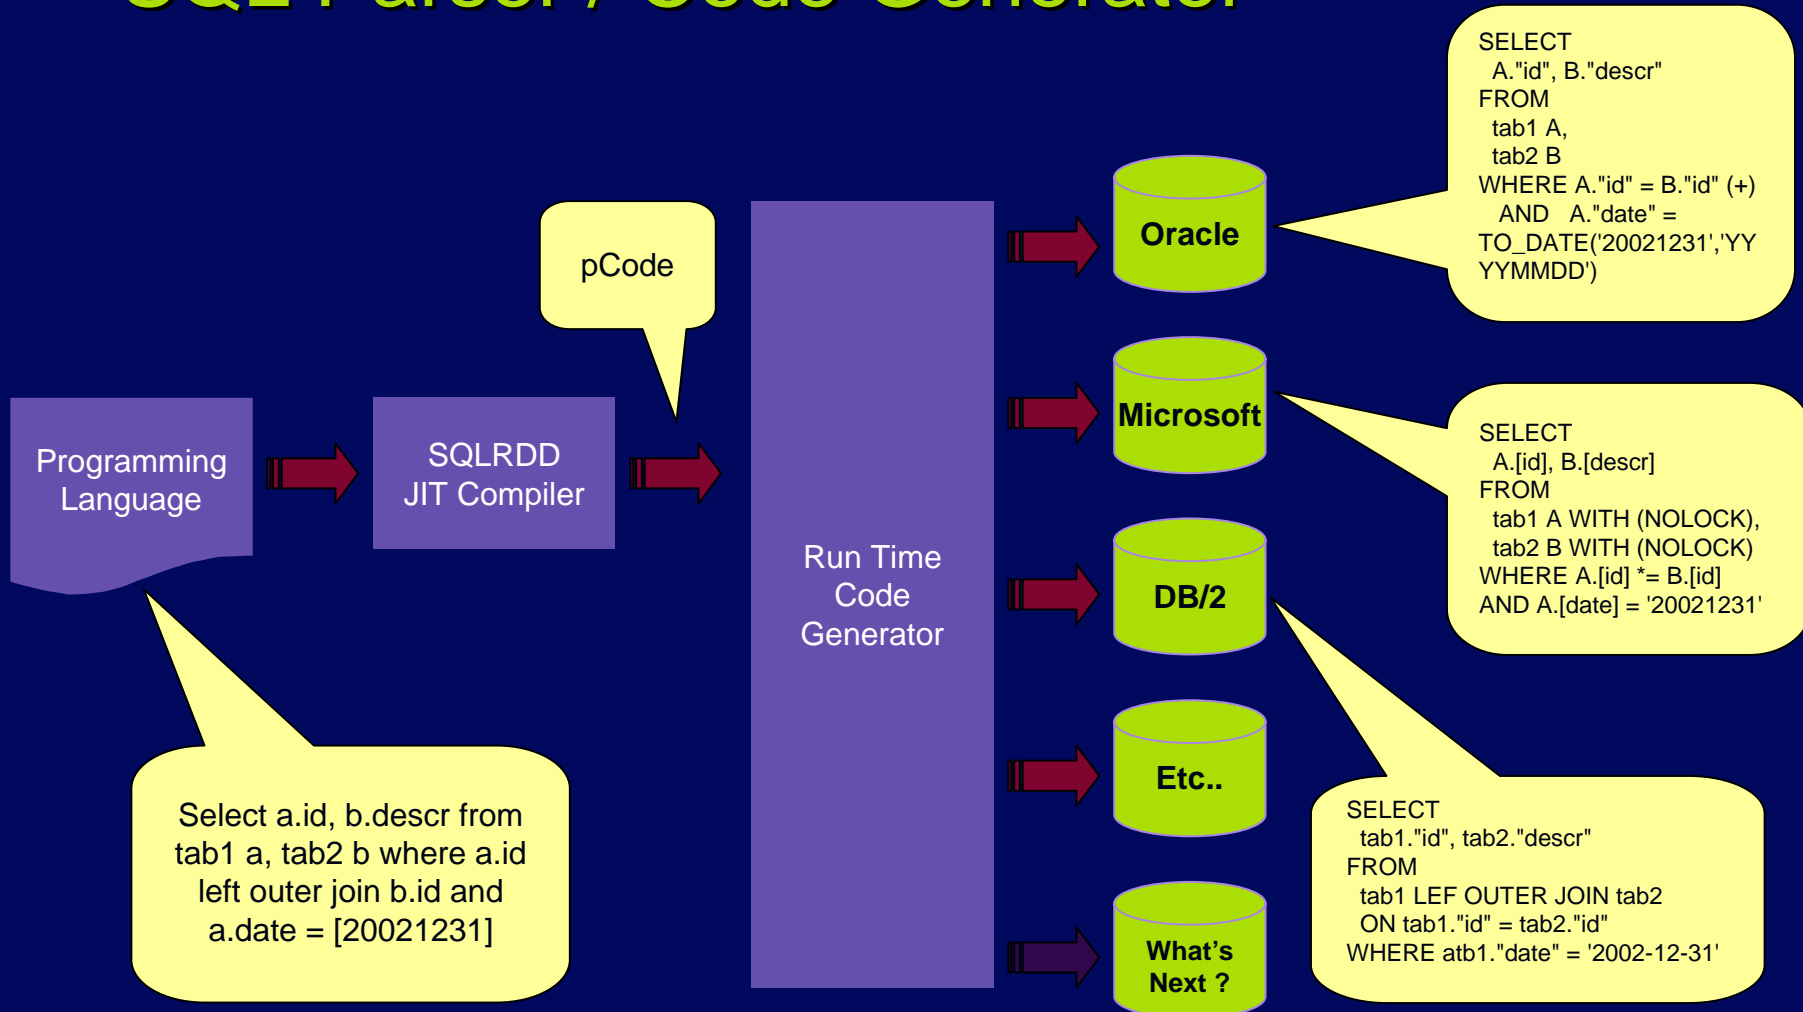 SQL Parser / Code Generator
SELECT
A."id", B."descr"
FROM
tab1 A,
tab2 B
WHERE A."id" = B."id" (+)
AND A."date" =
TO_DATE('20021231','YY
YYMMDD')
Oracle
pCode
Microsoft
SELECT
A.[id], B.[descr]
FROM
tab1 A WITH (NOLOCK),
tab2 B WITH (NOLOCK)
WHERE A.[id] *= B.[id]
AND A.[date] = '20021231'
Programming
Language
SQLRDD
JIT Compiler
Run Time
Code
Generator
DB/2
Etc..
Select a.id, b.descr from
tab1 a, tab2 b where a.id
left outer join b.id and
a.date = [20021231]
SELECT
tab1."id", tab2."descr"
FROM
tab1 LEF OUTER JOIN tab2
ON tab1."id" = tab2."id"
WHERE atb1."date" = '2002-12-31'
What's
Next ?